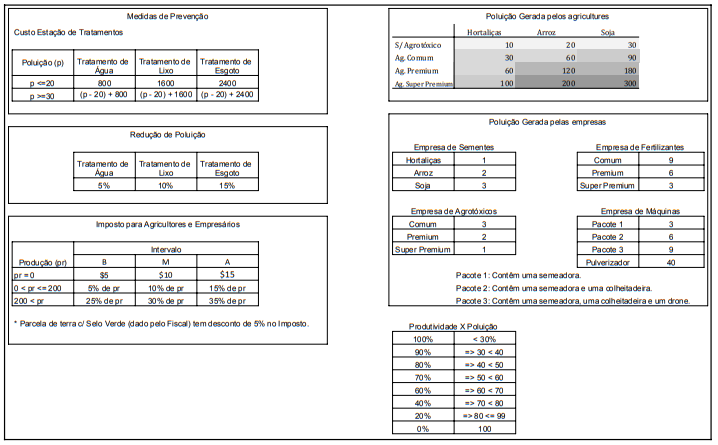 Medidas de Prevenção
Custo Estação de Tratamentos
Poluição (p) Tratamento de Água Tratamento de Lixo Tratamento de Esgoto
p <=20 800 1600 2400
p >=30 (p - 20) + 800 (p - 20) + 1600 (p - 20) + 2400
Redução de Poluição
Tratamento de Água Tratamento de Lixo Tratamento de Esgoto
5% 10% 15%
Imposto para Agricultores e Empresários
Intervalo
Produção (pr) B M A
pr = 0 $5 $10 $15
0 < pr <= 200 5% de pr 10% de pr 15% de pr
200 < pr 25% de pr 30% de pr 35% de pr
* Parcela de terra c/ Selo Verde (dado pelo Fiscal) tem desconto de 5% no Imposto.
Poluição Gerada pelos agricultures
Hortaliças Arroz Soja
S/ Agrotóxico 10 20 30
Ag. Comum 30 60 90
Ag. Premium 60 120 180
Ag. Super Premium 100 200 300
Poluição Gerada pelas empresas
Empresa de Sementes
Hortaliças 1
Arroz 2
Soja 3
Empresa de Fertilizantes
Comum 9
Premium 6
Super Premium 3
Empresa de Agrotóxicos
Comum 3
Premium 2
Super Premium 1
Empresa de Máquinas
Pacote 1 3
Pacote 2 6
Pacote 3 9
Pulverizador 40
Pacote 1: Contêm uma semeadora.
Pacote 2: Contêm uma semeadora e uma colheitadeira.
Pacote 3: Contêm uma semeadora, uma colheitadeira e um drone.
Produtividade X Poluição
100% < 30%
90% => 30 < 40
80% => 40 < 50
70% => 50 < 60
60% => 60 < 70
40% => 70 < 80
20% => 80 <= 99
0% 100